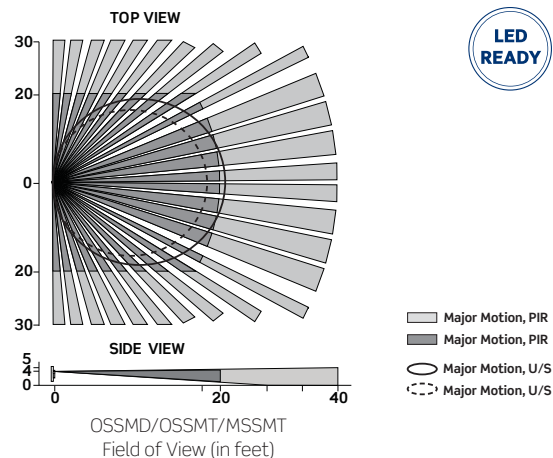 TOP VIEW
LED
READY
30
20
0
20
30
Major Motion, PIR
Major Motion, PIR
Major Motion, U/S
Major Motion, U/S
SIDE VIEW
5
4
0
0
20
40
OSSMD/OSSMT/MSSMT
Field of View (in feet)